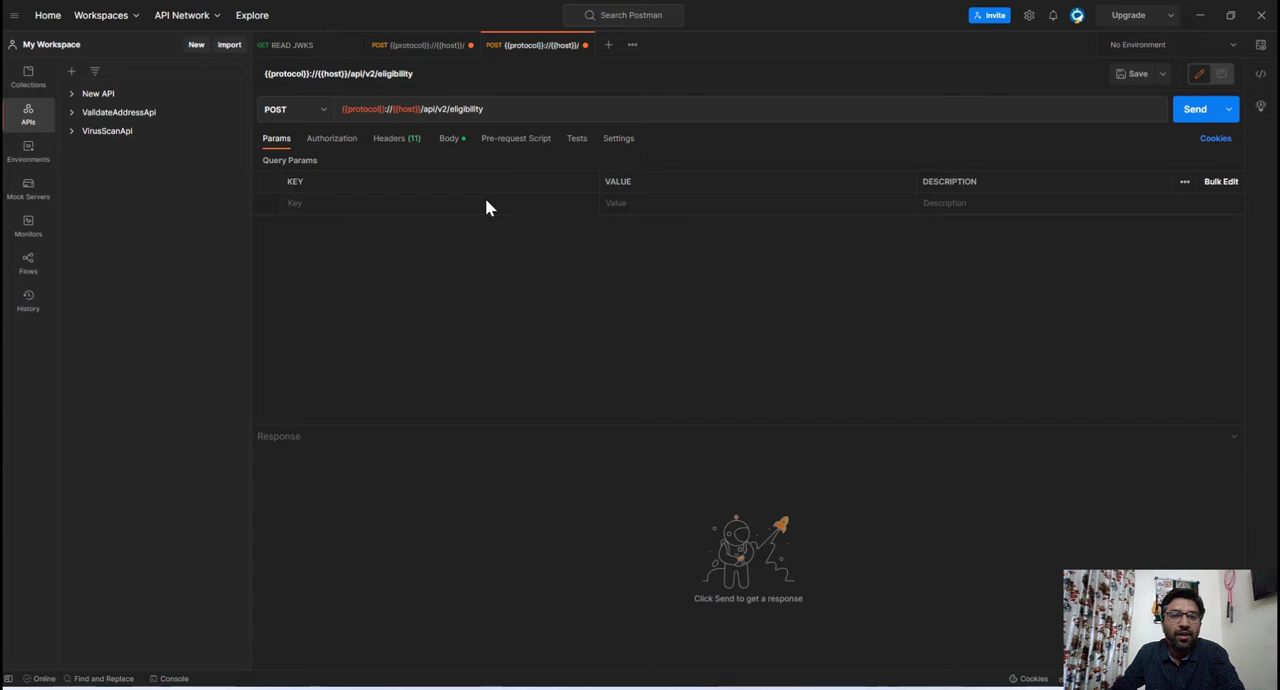 Home Workspaces API Network Explore Search Postman Invite Upgrade
My Workspace New Import GET READ JWKS POST {{protocol}}://{{host}}/ POST {{protocol}}://{{host}}/ No Environment
{{protocol}}://{{host}}/api/v2/eligibility Save
POST {{protocol}}://{{host}}/api/v2/eligibility Send
Params Authorization Headers (11) Body Pre-request Script Tests Settings Cookies
Query Params
KEY VALUE DESCRIPTION Bulk Edit
Key Value Description
Collections
APIs
Environments
Mock Servers
Monitors
Flows
History
New API
ValidateAddressApi
VirusScanApi
Response
Click Send to get a response
Online Find and Replace Console Cookies